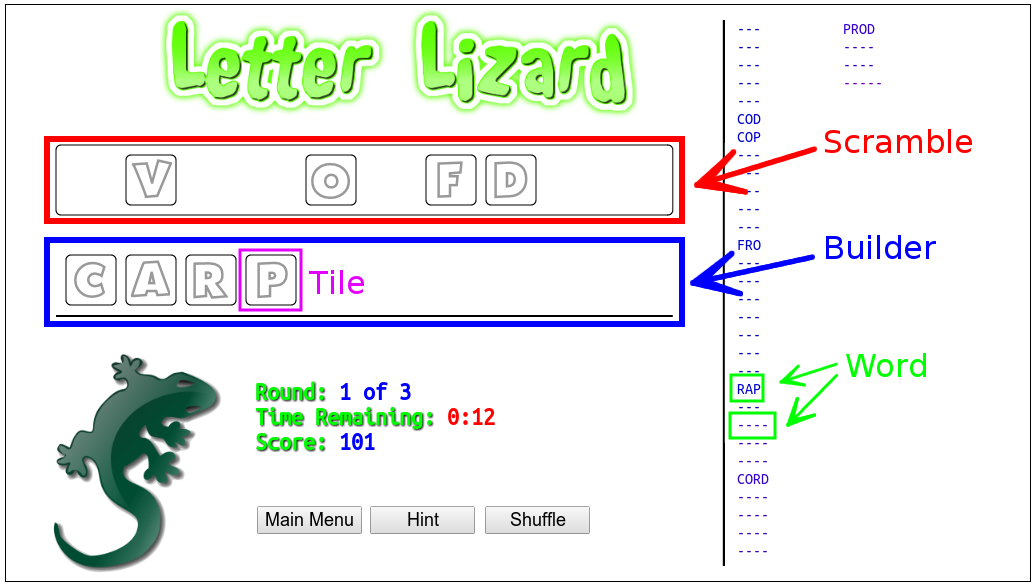 Letter Lizard
V O F D
C A R P
Tile
Round: 1 of 3
Time Remaining: 0:12
Score: 101
Main Menu Hint Shuffle
---
---
---
---
---
COD
COP
---
---
---
---
---
FRO
---
---
---
---
---
---
---
RAP
---
----
----
----
CORD
----
----
----
----
PROD
----
----
-----
Scramble
Builder
Word